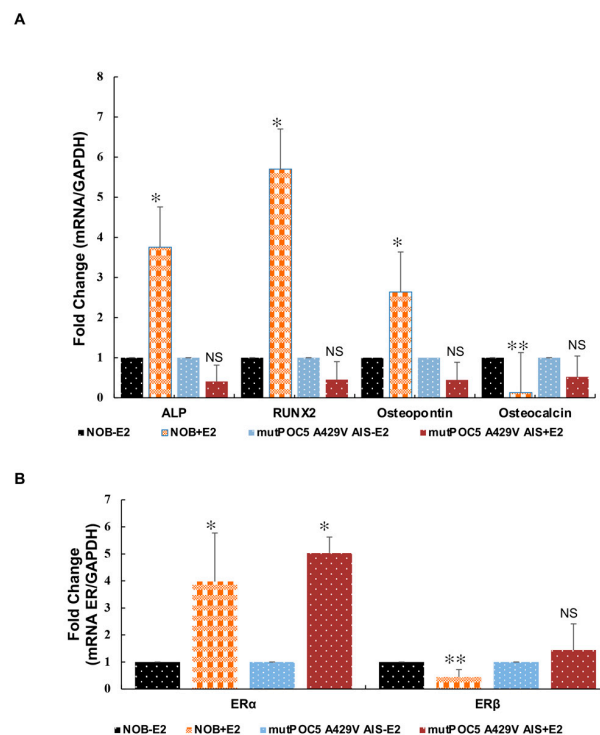 A
8
7
6
5
4
3
2
1
0
Fold Change (mRNA/GAPDH)
*
*
*
**
NS
NS
NS
NS
ALP RUNX2 Osteopontin Osteocalcin
NOB-E2 NOB+E2 mutPOC5 A429V AIS-E2 mutPOC5 A429V AIS+E2
B
7
6
5
4
3
2
1
0
Fold Change
(mRNA ER/GAPDH)
*
*
**
NS
ERα ERβ
NOB-E2 NOB+E2 mutPOC5 A429V AIS-E2 mutPOC5 A429V AIS+E2